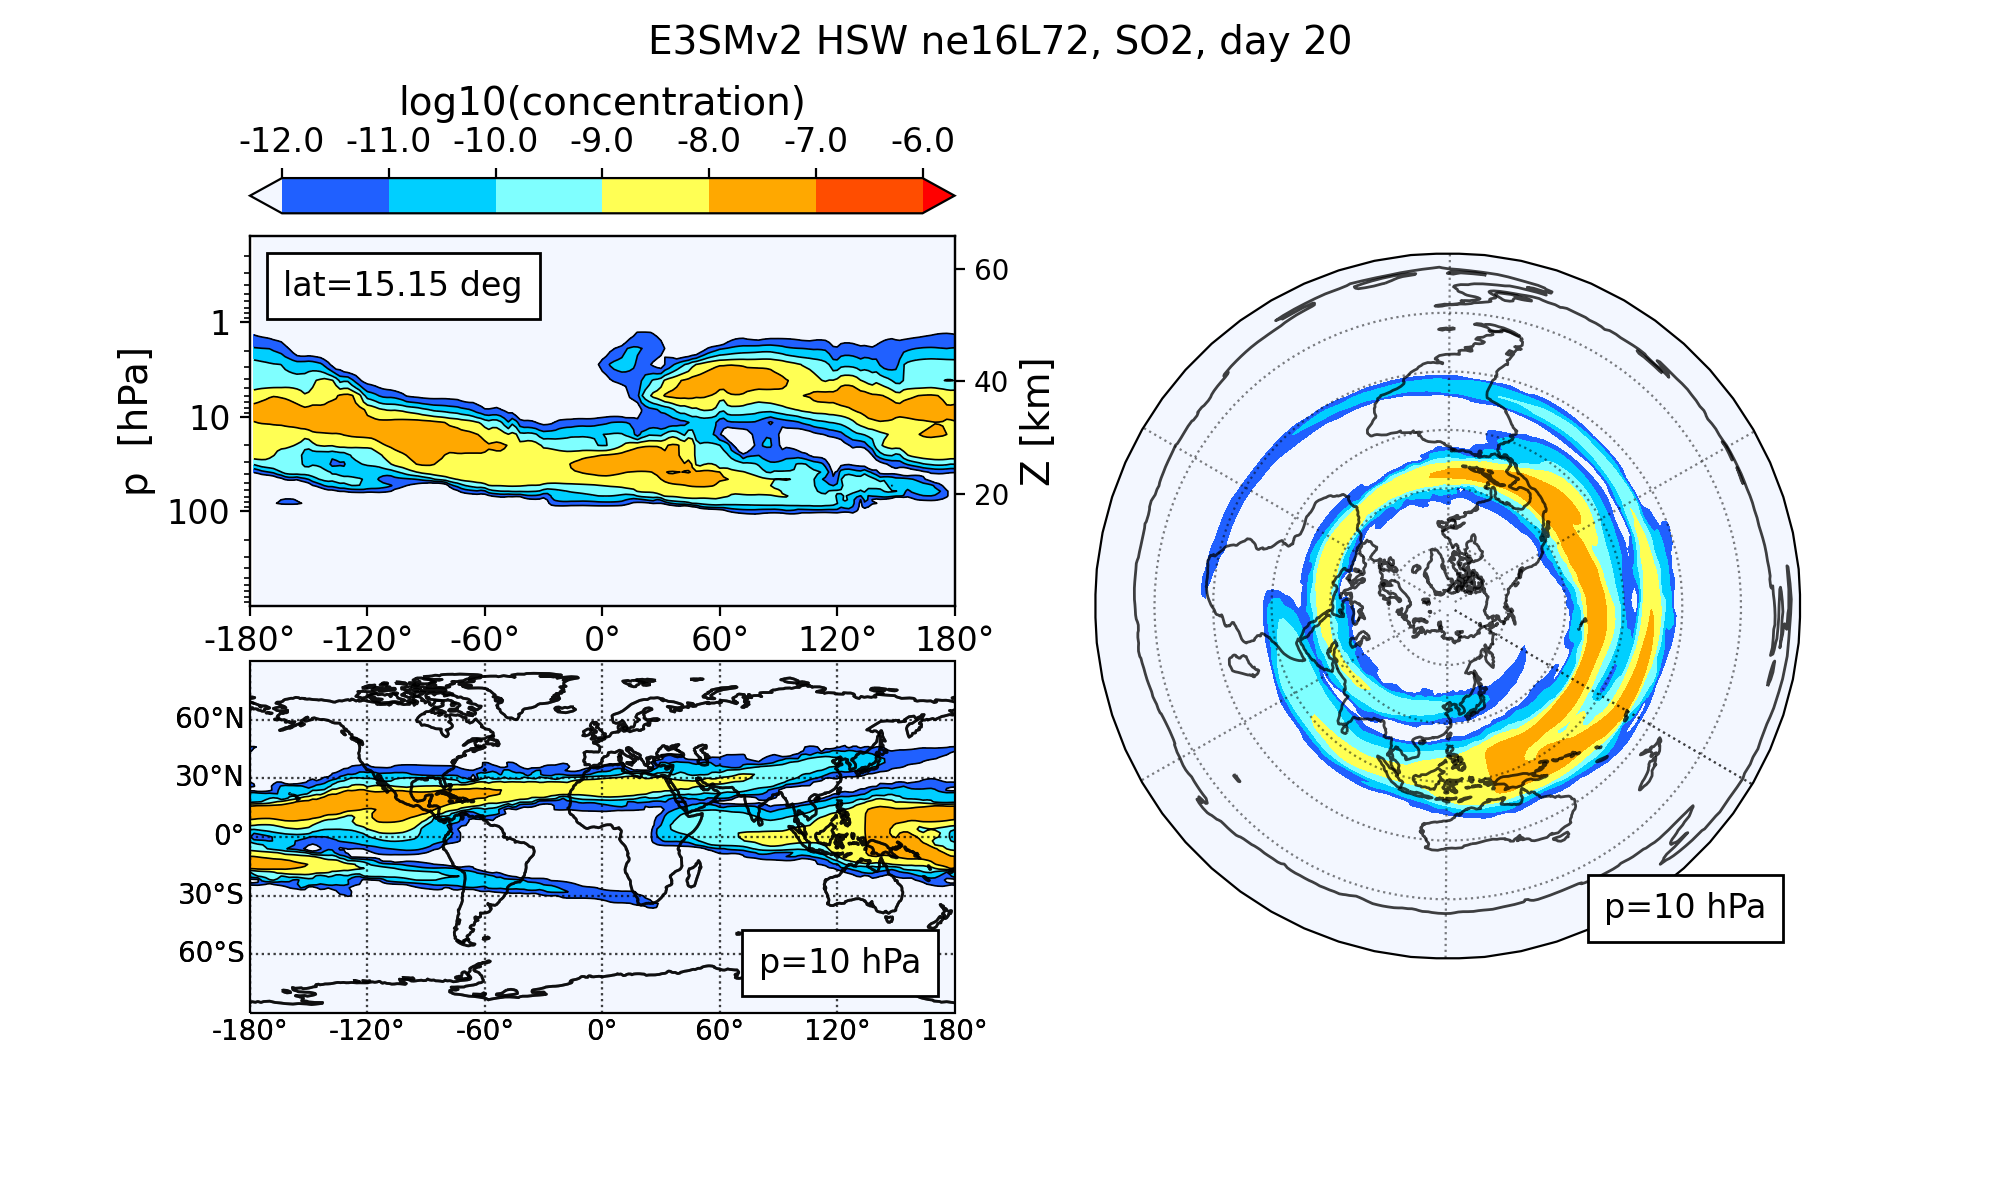 E3SMv2 HSW ne16L72, SO2, day 20
log10(concentration)
-12.0 -11.0 -10.0 -9.0 -8.0 -7.0 -6.0
lat=15.15 deg
p [hPa]
1
10
100
60
40
20
Z [km]
-180° -120° -60° 0° 60° 120° 180°
60°N
30°N
0°
30°S
60°S
p=10 hPa
-180° -120° -60° 0° 60° 120° 180°
p=10 hPa